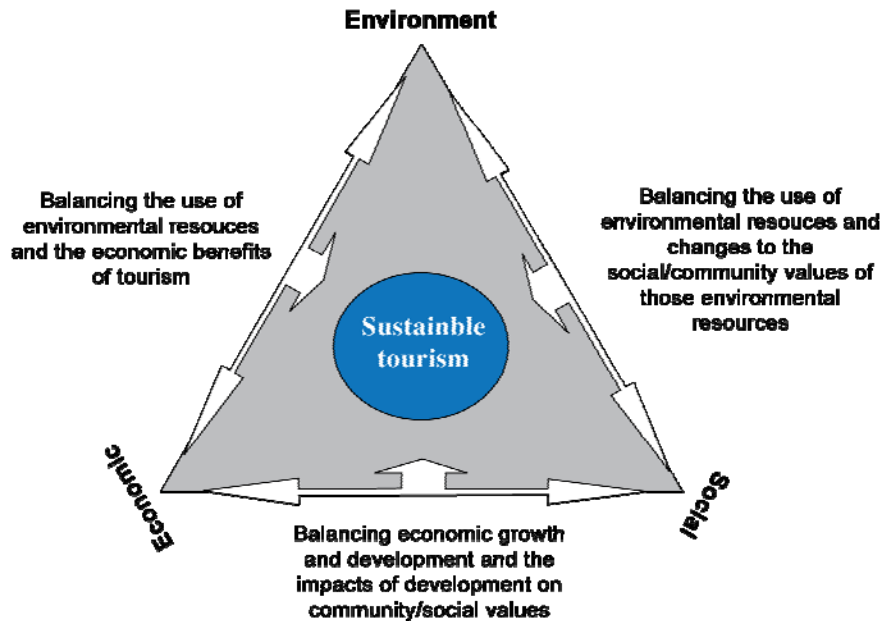 Environment
Balancing the use of
environmental resouces
and the economic benefits
of tourism
Balancing the use of
environmental resouces and
changes to the
social/community values of
those environmental
resources
Sustainble
tourism
Economic
Social
Balancing economic growth
and development and the
impacts of development on
community/social values